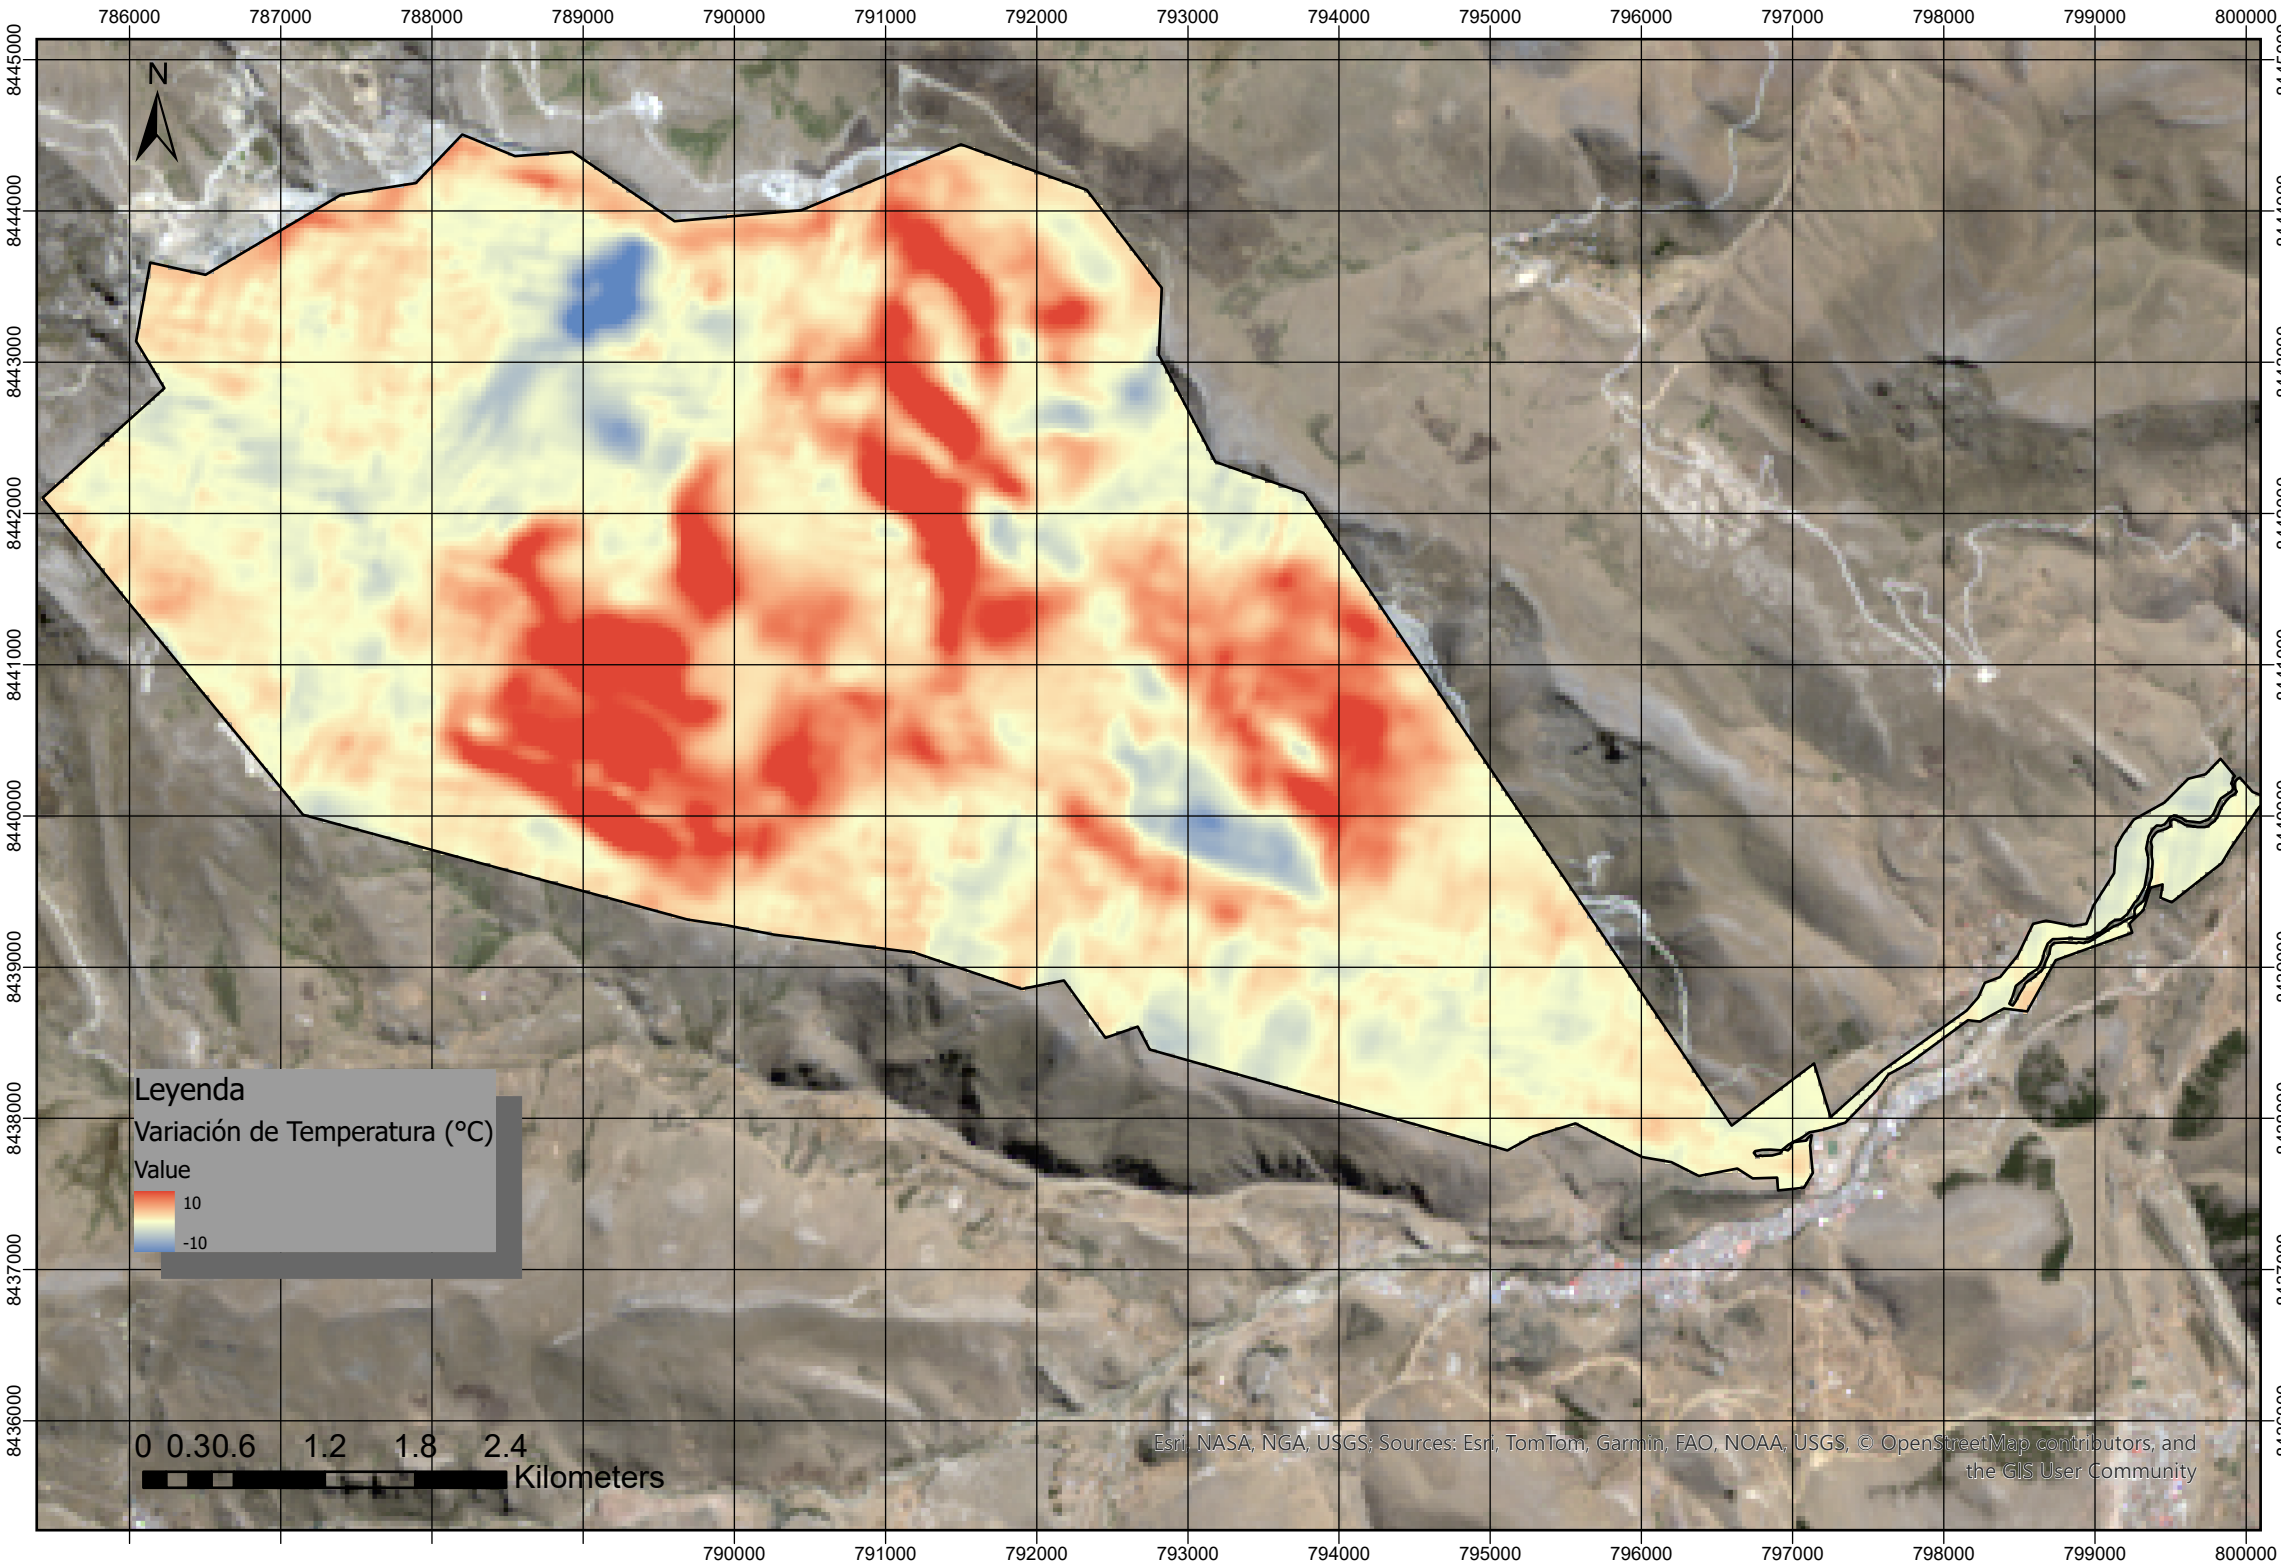 786000 787000 788000 789000 790000 791000 792000 793000 794000 795000 796000 797000 798000 799000 800000
N
8445000
8444000
8443000
8442000
8441000
8440000
8439000
8438000
8437000
8436000
Leyenda
Variación de Temperatura (°C)
Value
10
-10
0 0.30.6 1.2 1.8 2.4
Kilometers
Esri, NASA, NGA, USGS; Sources: Esri, TomTom, Garmin, FAO, NOAA, USGS, © OpenStreetMap contributors, and
the GIS User Community
790000 791000 792000 793000 794000 795000 796000 797000 798000 799000 800000